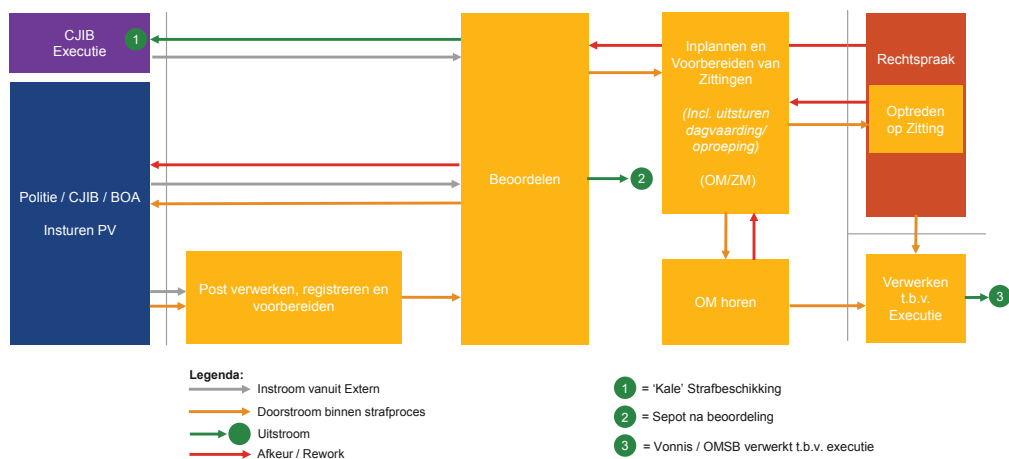 CJIB
Executie
1
Politie / CJIB / BOA
Insturen PV
Post verwerken, registreren en
voorbereiden
Beoordelen
2
Inplannen en
Voorbereiden van
Zittingen
(Incl. uitsturen
dagvaarding/
oproeping)
(OM/ZM)
OM horen
Rechtspraak
Optreden
op Zitting
Verwerken
t.b.v.
Executie
3
Legenda:
Instroom vanuit Extern
Doorstroom binnen strafproces
Uitstroom
Afkeur / Rework
1 = ‘Kale’ Strafbeschikking
2 = Sepot na beoordeling
3 = Vonnis / OMSB verwerkt t.b.v. executie